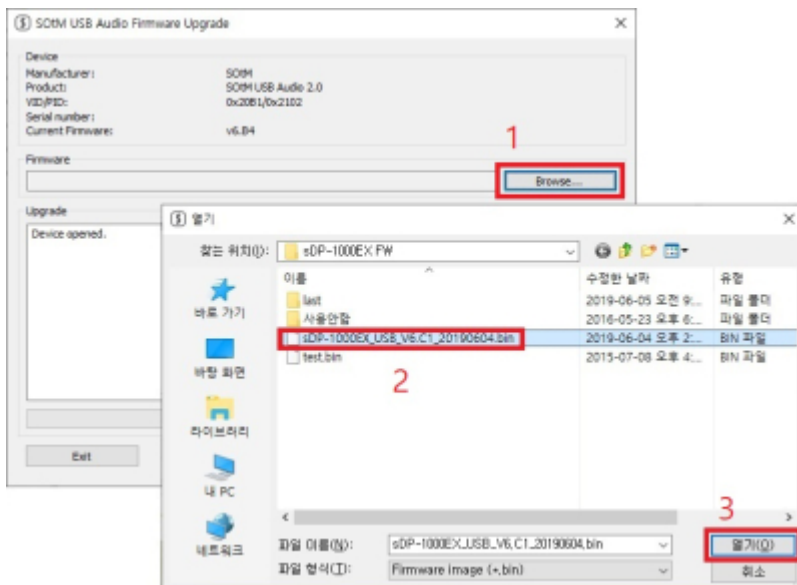 SOtM USB Audio Firmware Upgrade
Device
Manufacturer: SOtM
Product: SOtM USB Audio 2.0
VID/PID: 0x20B1/0x2102
Serial number:
Current Firmware: v6.B4
1
Firmware
Browse...
Upgrade
Device opened.
Exit
열기
찾는 위치(I): sDP-1000EX FW
이름 수정한 날짜 유형
last 2019-06-05 오전 9:... 파일 폴더
사용안함 2016-05-23 오후 6:... 파일 폴더
sDP-1000EX_USB_V6.C1_20190604.bin 2019-06-04 오후 2:... BIN 파일
test.bin 2015-07-08 오후 4:... BIN 파일
2
바로 가기
바탕 화면
라이브러리
내 PC
네트워크
3
파일 이름(N): sDP-1000EX_USB_V6.C1_20190604.bin 열기(O)
파일 형식(T): Firmware Image (*.bin) 취소